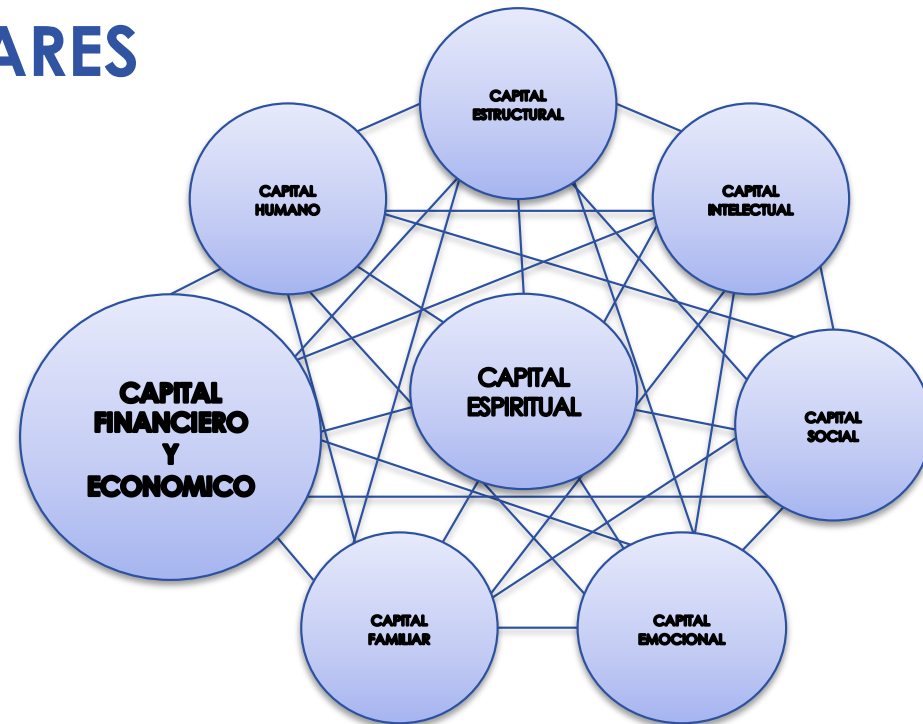 ARES
CAPITAL
ESTRUCTURAL
CAPITAL
HUMANO
CAPITAL
INTELECTUAL
CAPITAL
FINANCIERO
Y
ECONOMICO
CAPITAL
ESPIRITUAL
CAPITAL
SOCIAL
CAPITAL
FAMILIAR
CAPITAL
EMOCIONAL